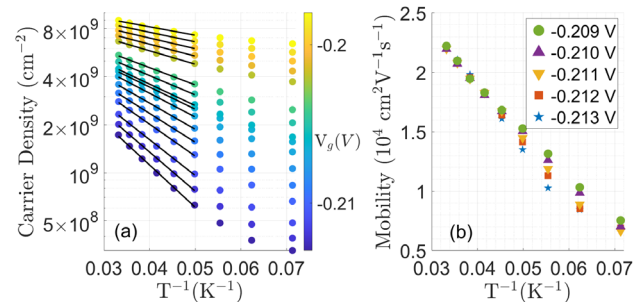 8×10⁹
4×10⁹
2×10⁹
10⁹
5×10⁸
Carrier Density (cm⁻²)
(a)
0.03 0.04 0.05 0.06 0.07
T⁻¹(K⁻¹)
-0.2
V_g(V)
-0.21
2.5
2
1.5
1
0.5
Mobility (10⁴ cm²V⁻¹s⁻¹)
-0.209 V
-0.210 V
-0.211 V
-0.212 V
-0.213 V
(b)
0.03 0.04 0.05 0.06 0.07
T⁻¹(K⁻¹)